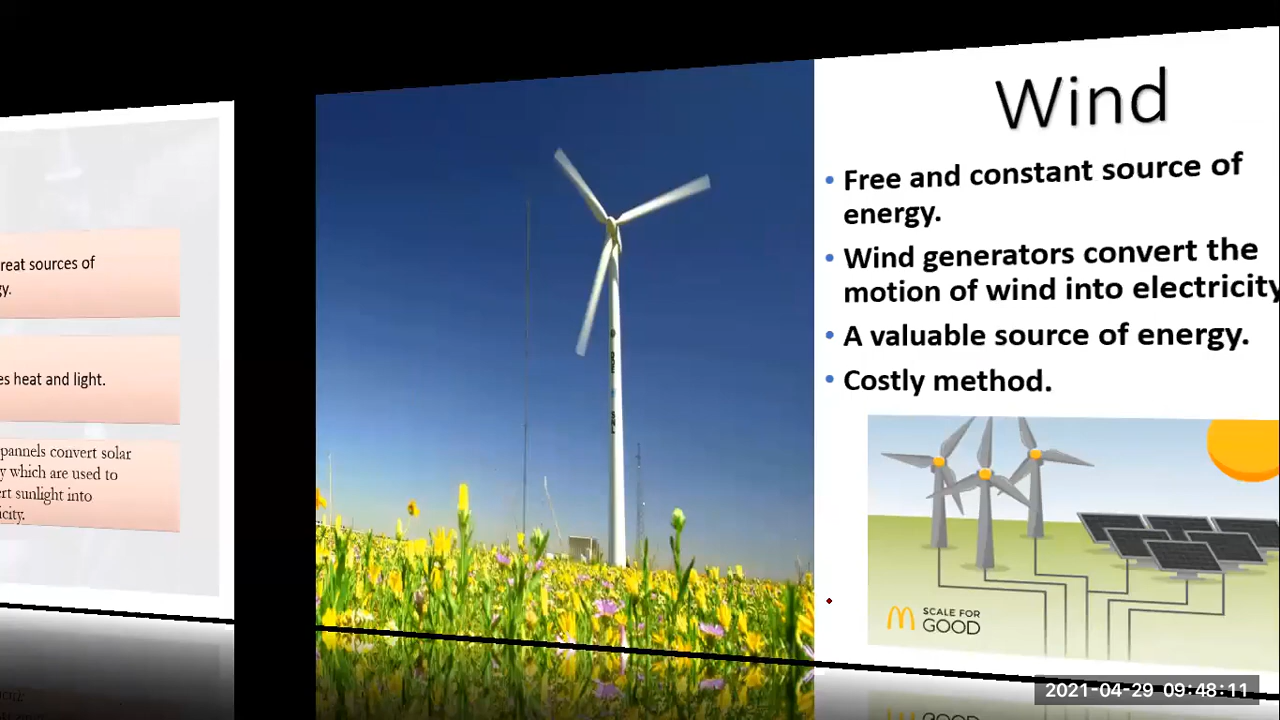 reat sources of
gy.
es heat and light.
pannels convert solar
y which are used to
ert sunlight into
icity.
Wind
• Free and constant source of
energy.
• Wind generators convert the
motion of wind into electricity
• A valuable source of energy.
• Costly method.
SCALE FOR
GOOD
2021-04-29 09:48:11